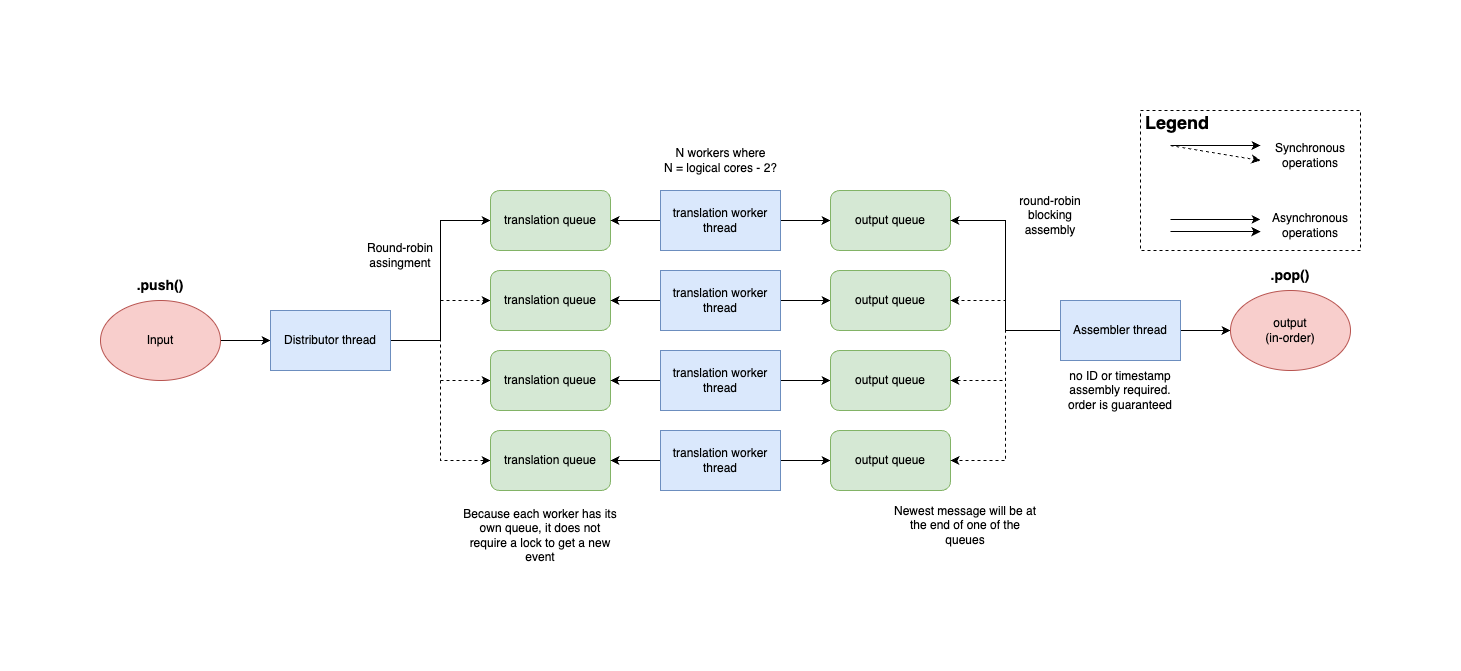 Legend
Synchronous
operations
Asynchronous
operations
N workers where
N = logical cores - 2?
translation queue
translation worker
thread
output queue
round-robin
blocking
assembly
Round-robin
assingment
.push()
Input
Distributor thread
translation queue
translation worker
thread
output queue
Assembler thread
.pop()
output
(in-order)
no ID or timestamp
assembly required.
order is guaranteed
translation queue
translation worker
thread
output queue
translation queue
translation worker
thread
output queue
Because each worker has its
own queue, it does not
require a lock to get a new
event
Newest message will be at
the end of one of the
queues